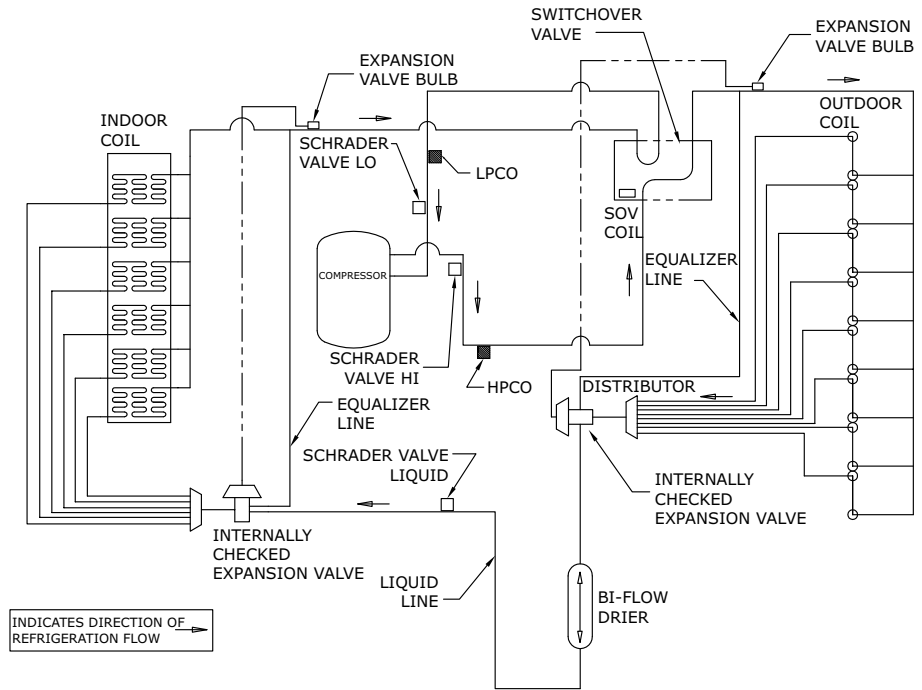 SWITCHOVER
VALVE
EXPANSION
VALVE BULB
EXPANSION
VALVE BULB
INDOOR
COIL
OUTDOOR
COIL
SCHRADER
VALVE LO
LPCO
SOV
COIL
COMPRESSOR
EQUALIZER
LINE
SCHRADER
VALVE HI
HPCO
DISTRIBUTOR
EQUALIZER
LINE
SCHRADER VALVE
LIQUID
INTERNALLY
CHECKED
EXPANSION VALVE
INTERNALLY
CHECKED
EXPANSION VALVE
LIQUID
LINE
BI-FLOW
DRIER
INDICATES DIRECTION OF
REFRIGERATION FLOW